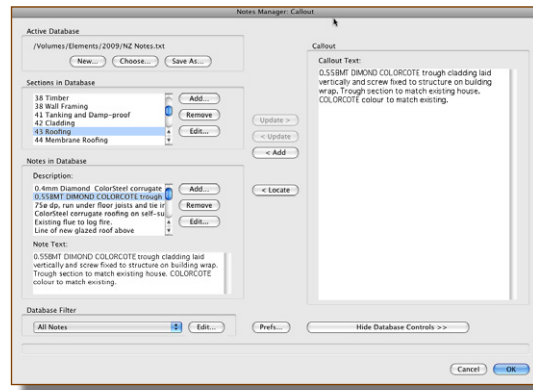 Notes Manager: Callout
Active Database
/Volumes/Elements/2009/NZ Notes.txt
New... Choose... Save As...
Sections in Database
38 Timber
38 Wall Framing
41 Tanking and Damp-proof
42 Cladding
43 Roofing
44 Membrane Roofing
Add...
Remove
Edit...
Notes in Database
Description:
0.4mm Diamond ColorSteel corrugate
0.55BMT DIMOND COLORCOTE trough
75ø dp, run under floor joists and tie in
ColorSteel corrugate roofing on self-su
Existing flue to log fire.
Line of new glazed roof above
Add...
Remove
Edit...
Note Text:
0.55BMT DIMOND COLORCOTE trough cladding laid
vertically and screw fixed to structure on building wrap.
Trough section to match existing house. COLORCOTE
colour to match existing.
Database Filter
All Notes Edit...
Update >
< Update
< Add
< Locate
Prefs...
Callout
Callout Text:
0.55BMT DIMOND COLORCOTE trough cladding laid
vertically and screw fixed to structure on building
wrap. Trough section to match existing house.
COLORCOTE colour to match existing.
Hide Database Controls >>
Cancel OK